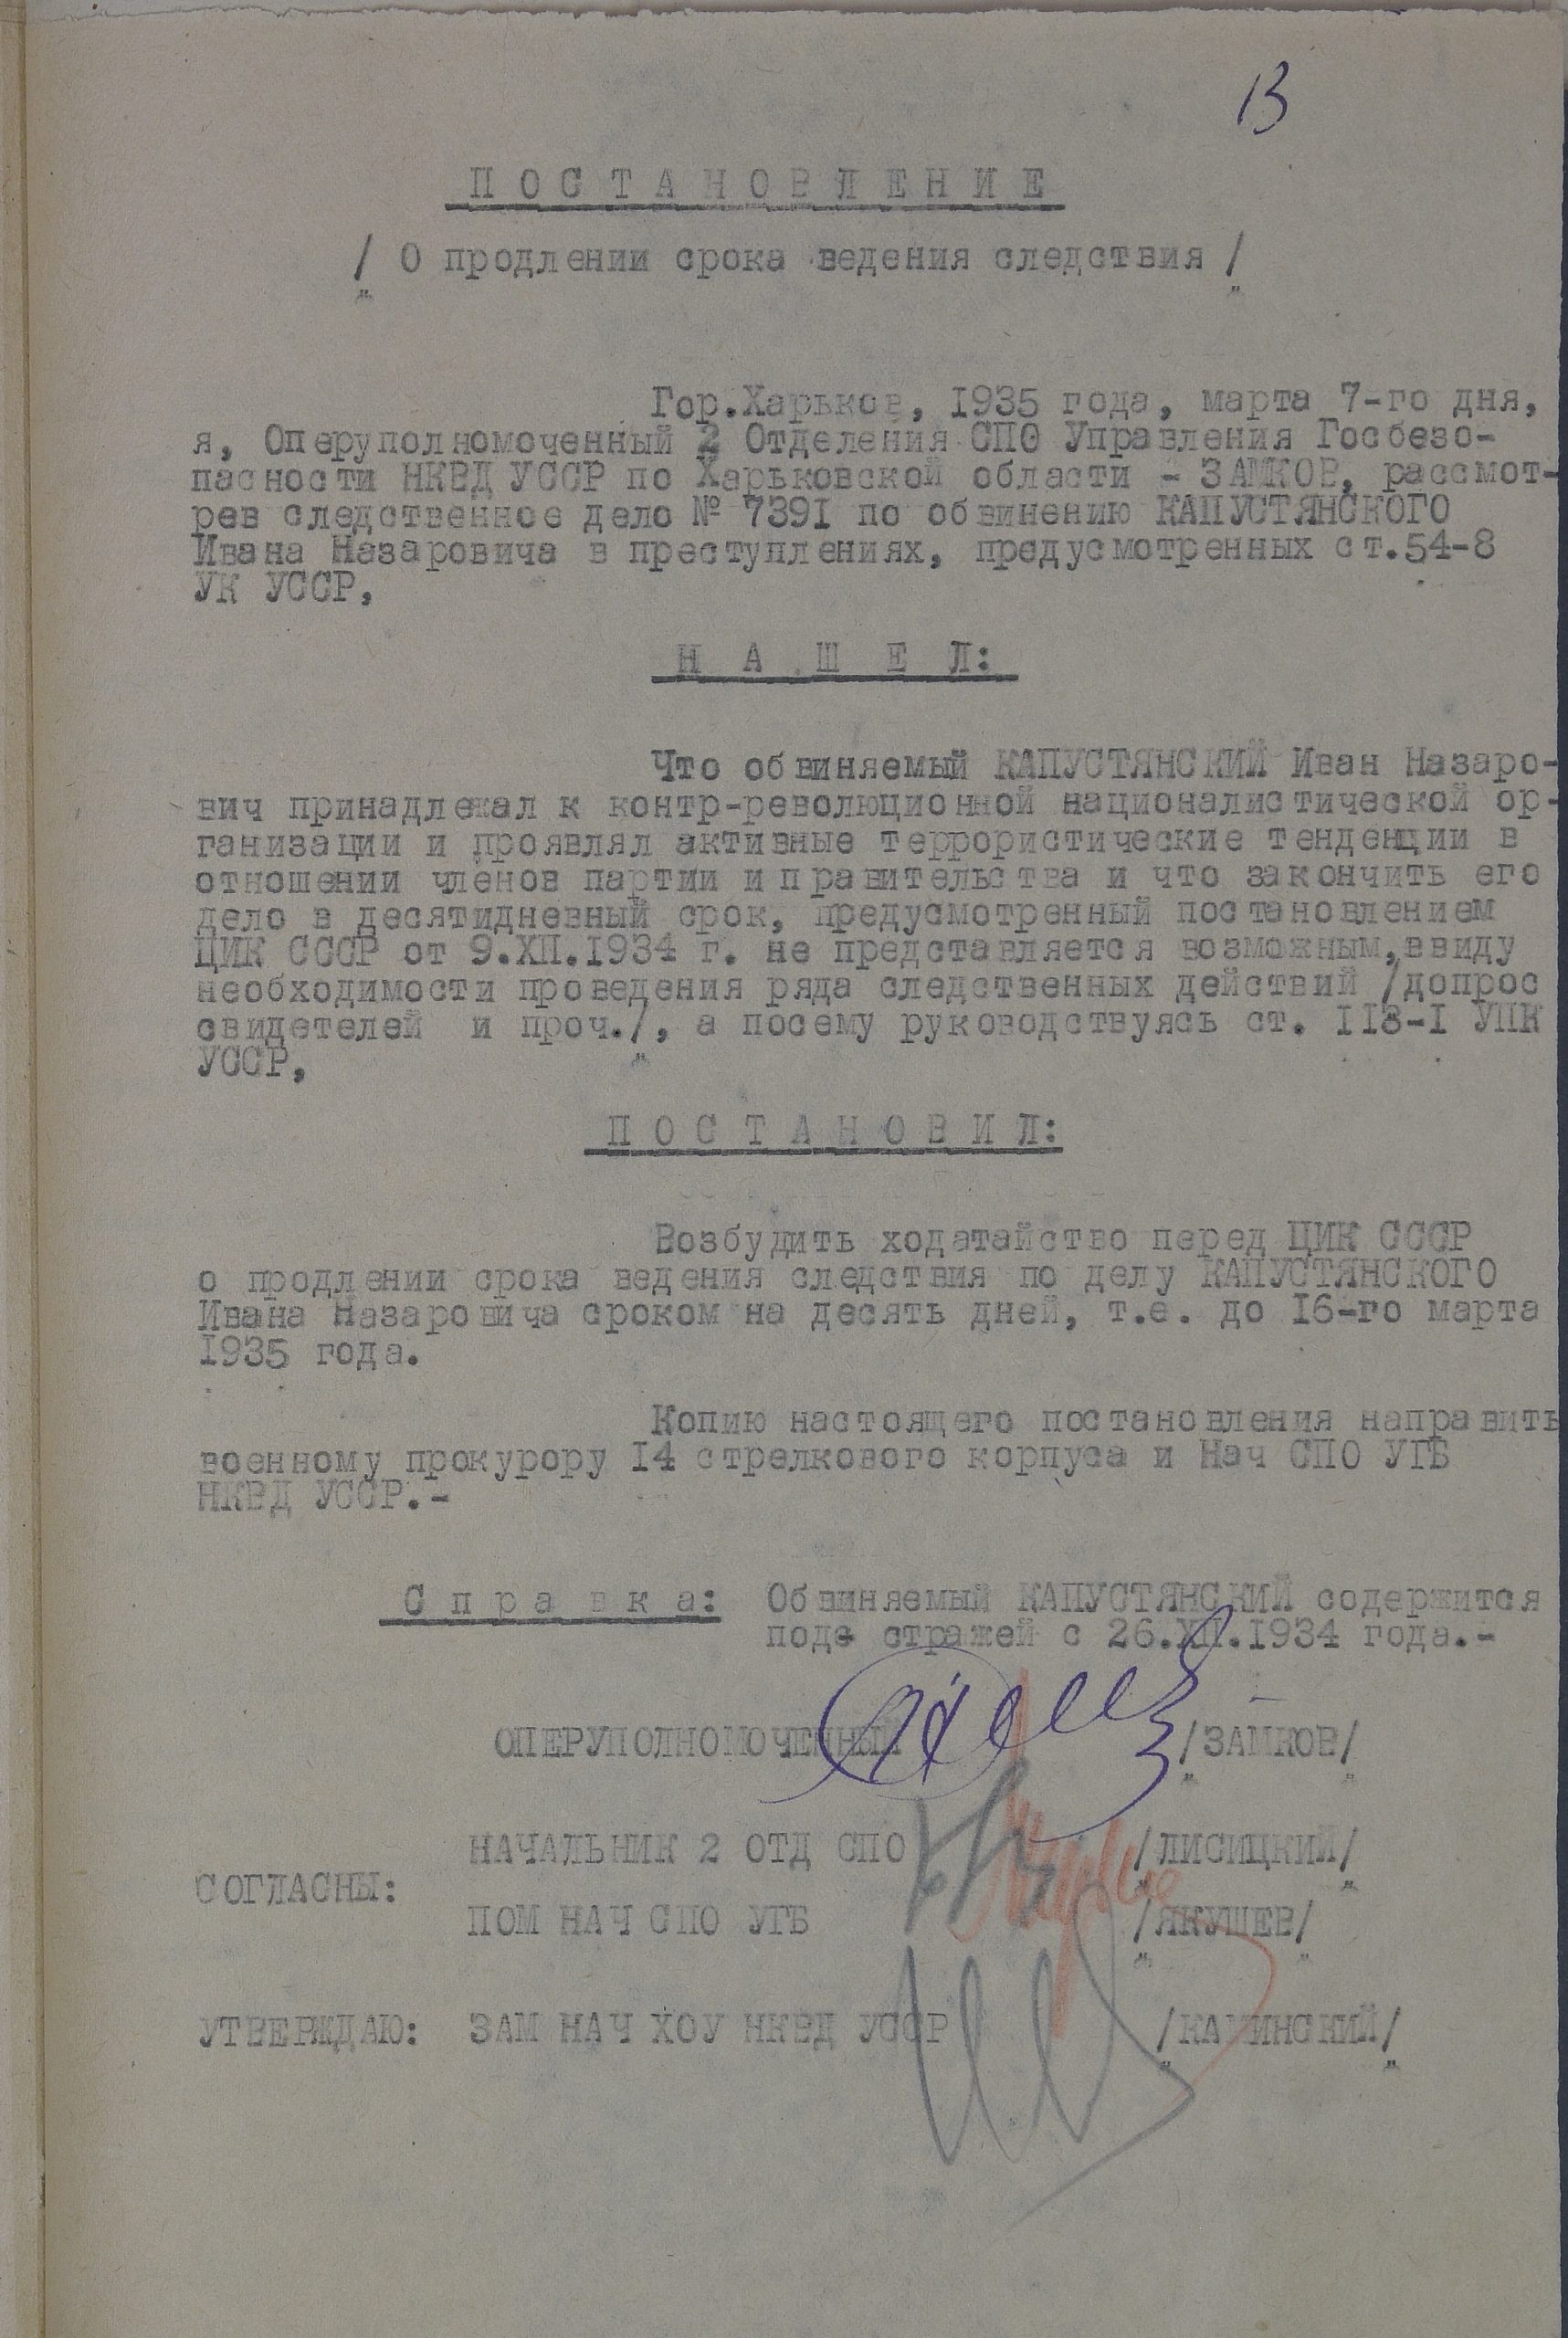 13
ПОСТАНОВЛЕНИЕ
/ О продлении срока ведения следствия /
Гор.Харьков, 1935 года, марта 7-го дня,
я, Оперуполномоченный 2 Отделения СПО Управления Госбезо-
пасности НКВД УССР по Харьковской области - ЗАМКОВ, рассмот-
рев следственное дело № 7391 по обвинению КАПУСТЯНСКОГО
Ивана Назаровича в преступлениях, предусмотренных ст.54-8
УК УССР,
НАШЕЛ:
Что обвиняемый КАПУСТЯНСКИЙ Иван Назаро-
вич принадлежал к контр-революционной националистической ор-
ганизации и проявлял активные террористические тенденции в
отношении членов партии и правительства и что закончить его
дело в десятидневный срок, предусмотренный постановлением
ЦИК СССР от 9.XII.1934 г. не представляется возможным,ввиду
необходимости проведения ряда следственных действий /допрос
свидетелей и проч./, а посему руководствуясь ст. 113-1 УПК
УССР,
ПОСТАНОВИЛ:
Возбудить ходатайство перед ЦИК СССР
о продлении срока ведения следствия по делу КАПУСТЯНСКОГО
Ивана Назаровича сроком на десять дней, т.е. до 16-го марта
1935 года.
Копию настоящего постановления направить
военному прокурору 14 стрелкового корпуса и Нач СПО УГБ
НКВД УССР.-
Справка: Обвиняемый КАПУСТЯНСКИЙ содержится
под стражей с 26.XII.1934 года.-
ОПЕРУПОЛНОМОЧЕННЫЙ /ЗАМКОВ/
НАЧАЛЬНИК 2 ОТД СПО /ЛИСИЦКИЙ/
СОГЛАСНЫ:
ПОМ НАЧ СПО УГБ /ЯКУШЕВ/
УТВЕРЖДАЮ: ЗАМ НАЧ ХОУ НКВД УССР /КАМИНСКИЙ/